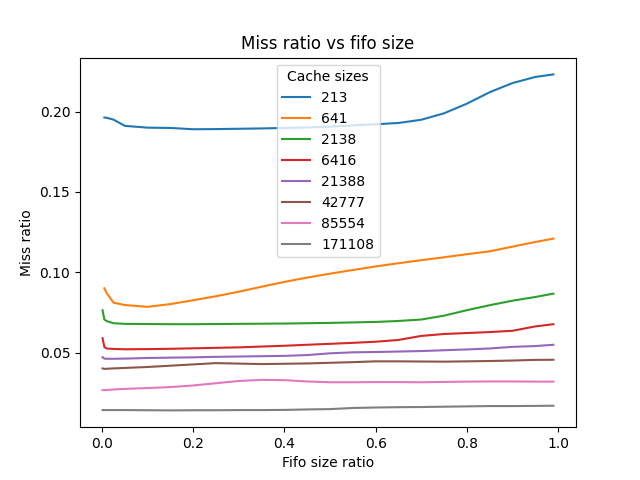 Miss ratio vs fifo size
Cache sizes
213
641
2138
6416
21388
42777
85554
171108
0.20
0.15
0.10
0.05
Miss ratio
0.0 0.2 0.4 0.6 0.8 1.0
Fifo size ratio